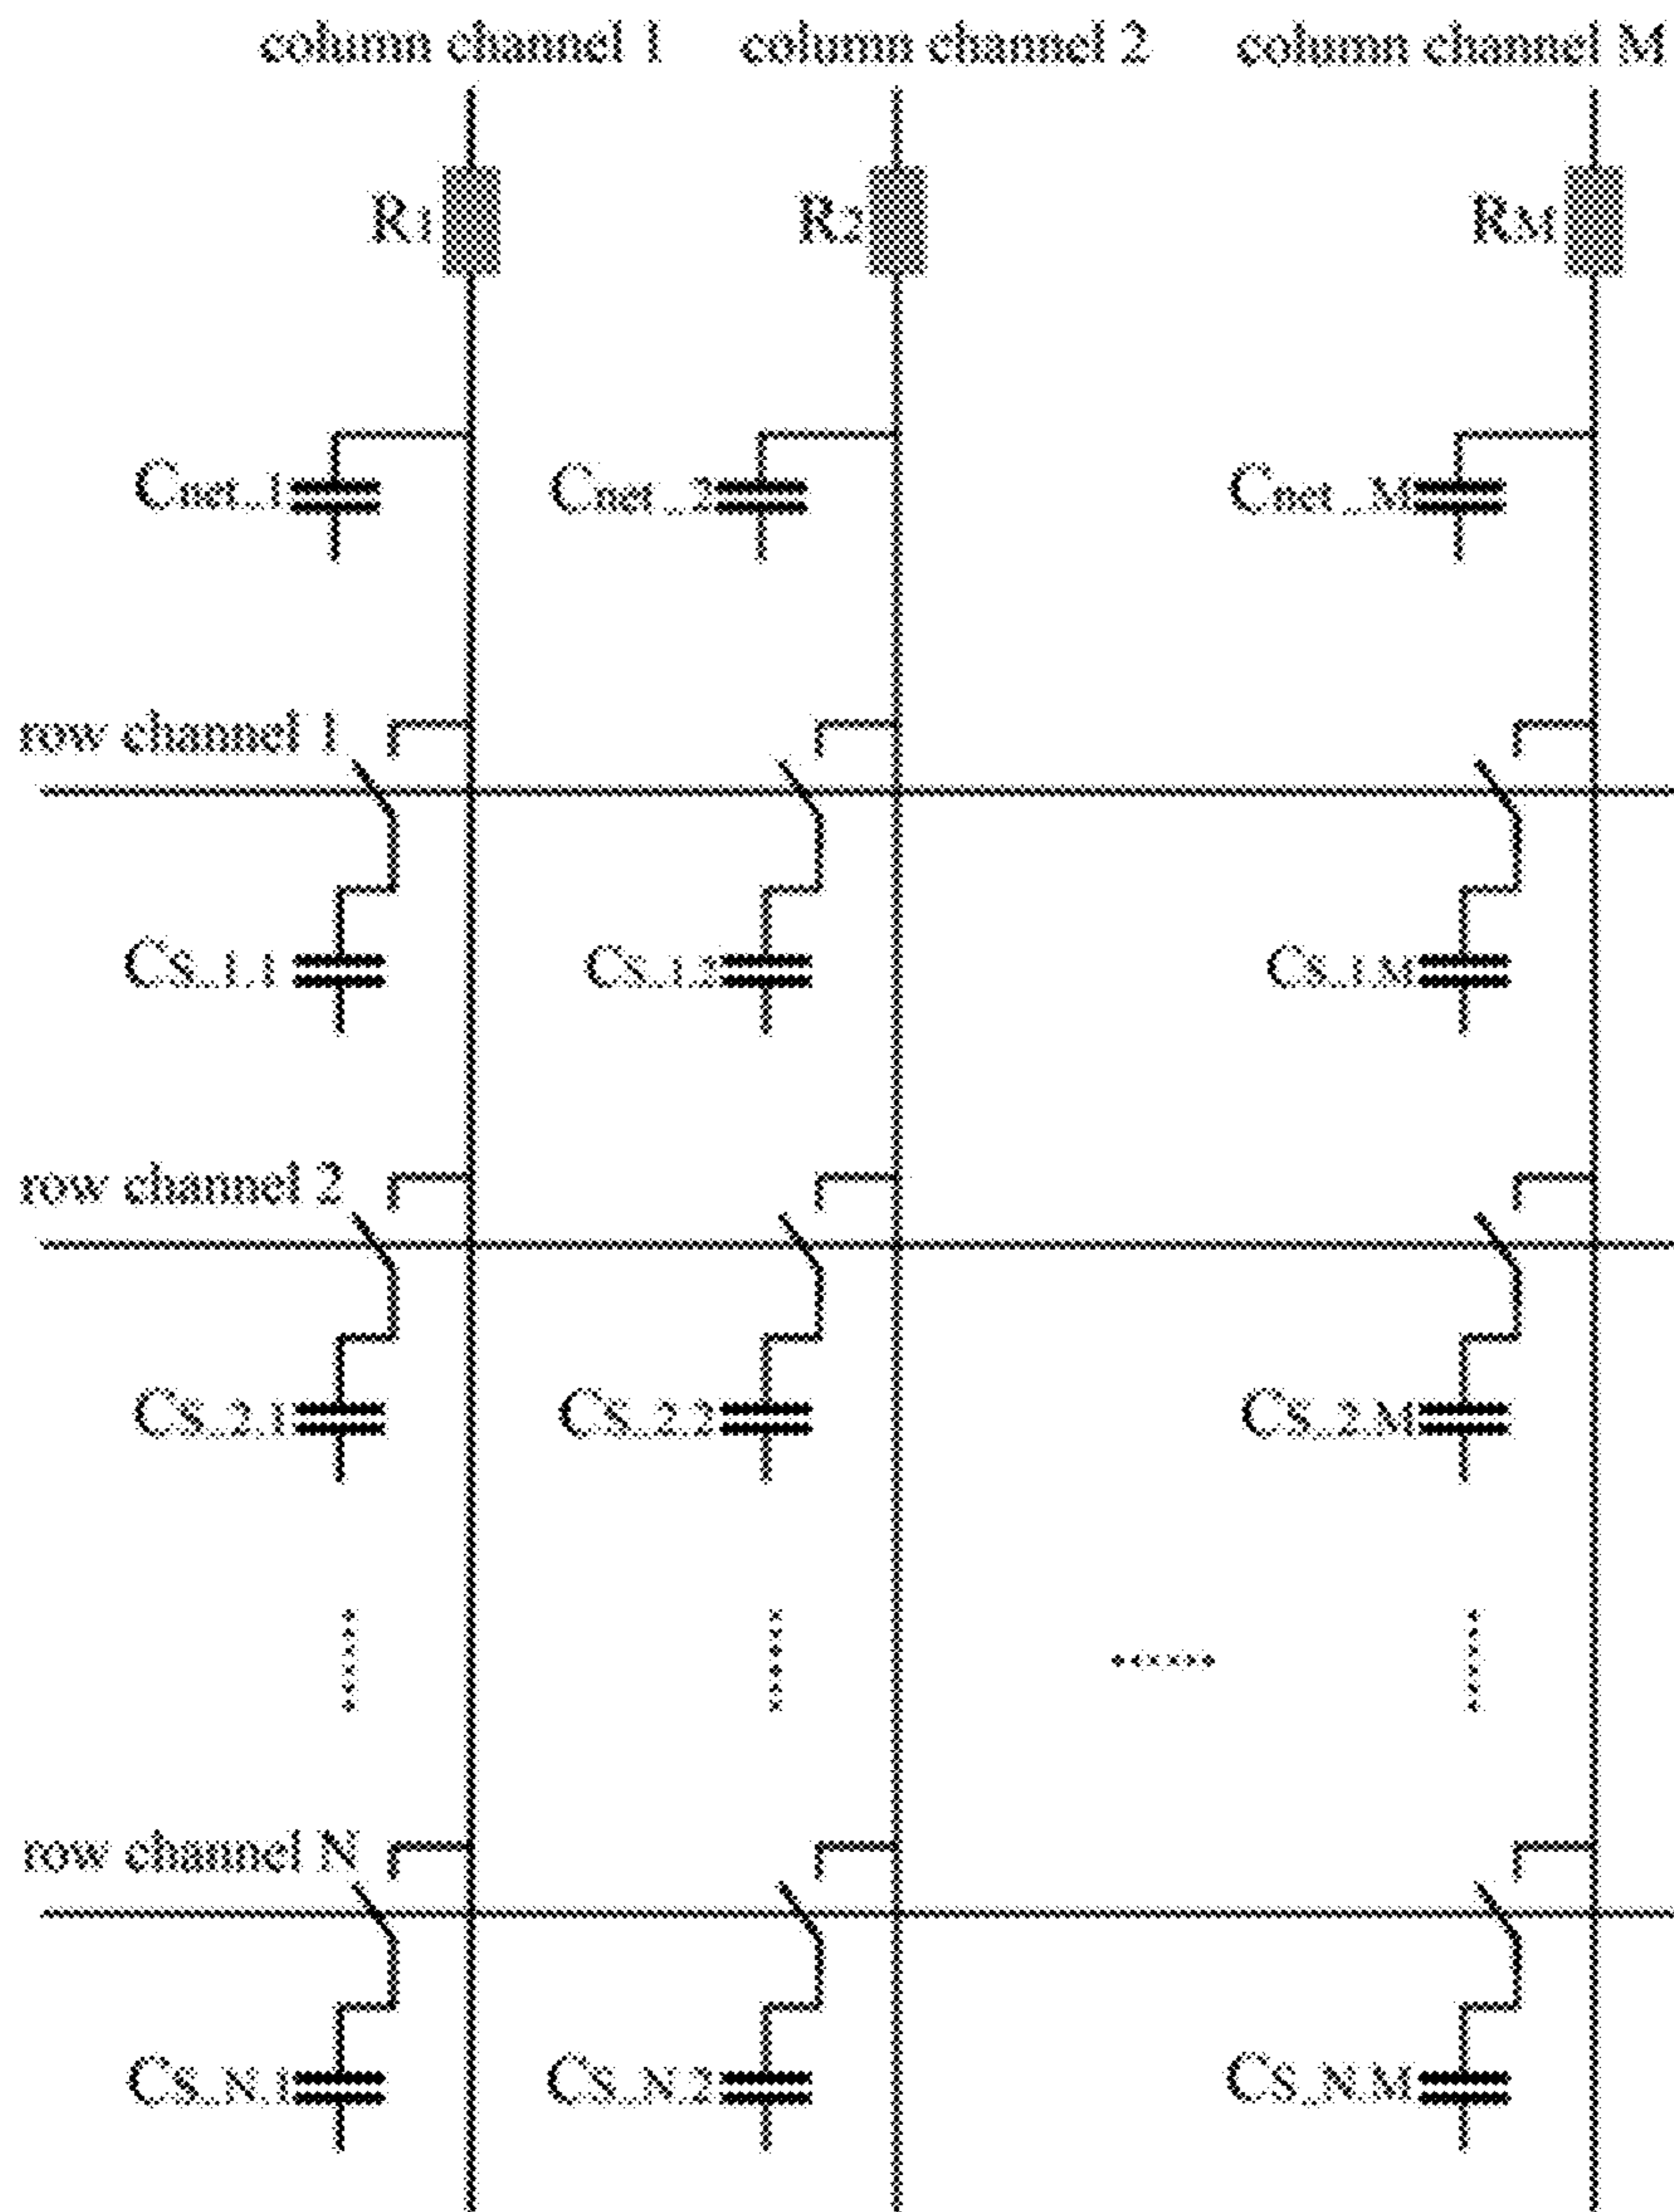 column channel 1 column channel 2 column channel M
R1 R2 RM
Cnet_1 Cnet_2 Cnet_M
row channel 1
CS_1.1 CS_1.2 CS_1.M
row channel 2
CS_2.1 CS_2.2 CS_2.M
row channel N
CS_N.1 CS_N.2 CS_N.M